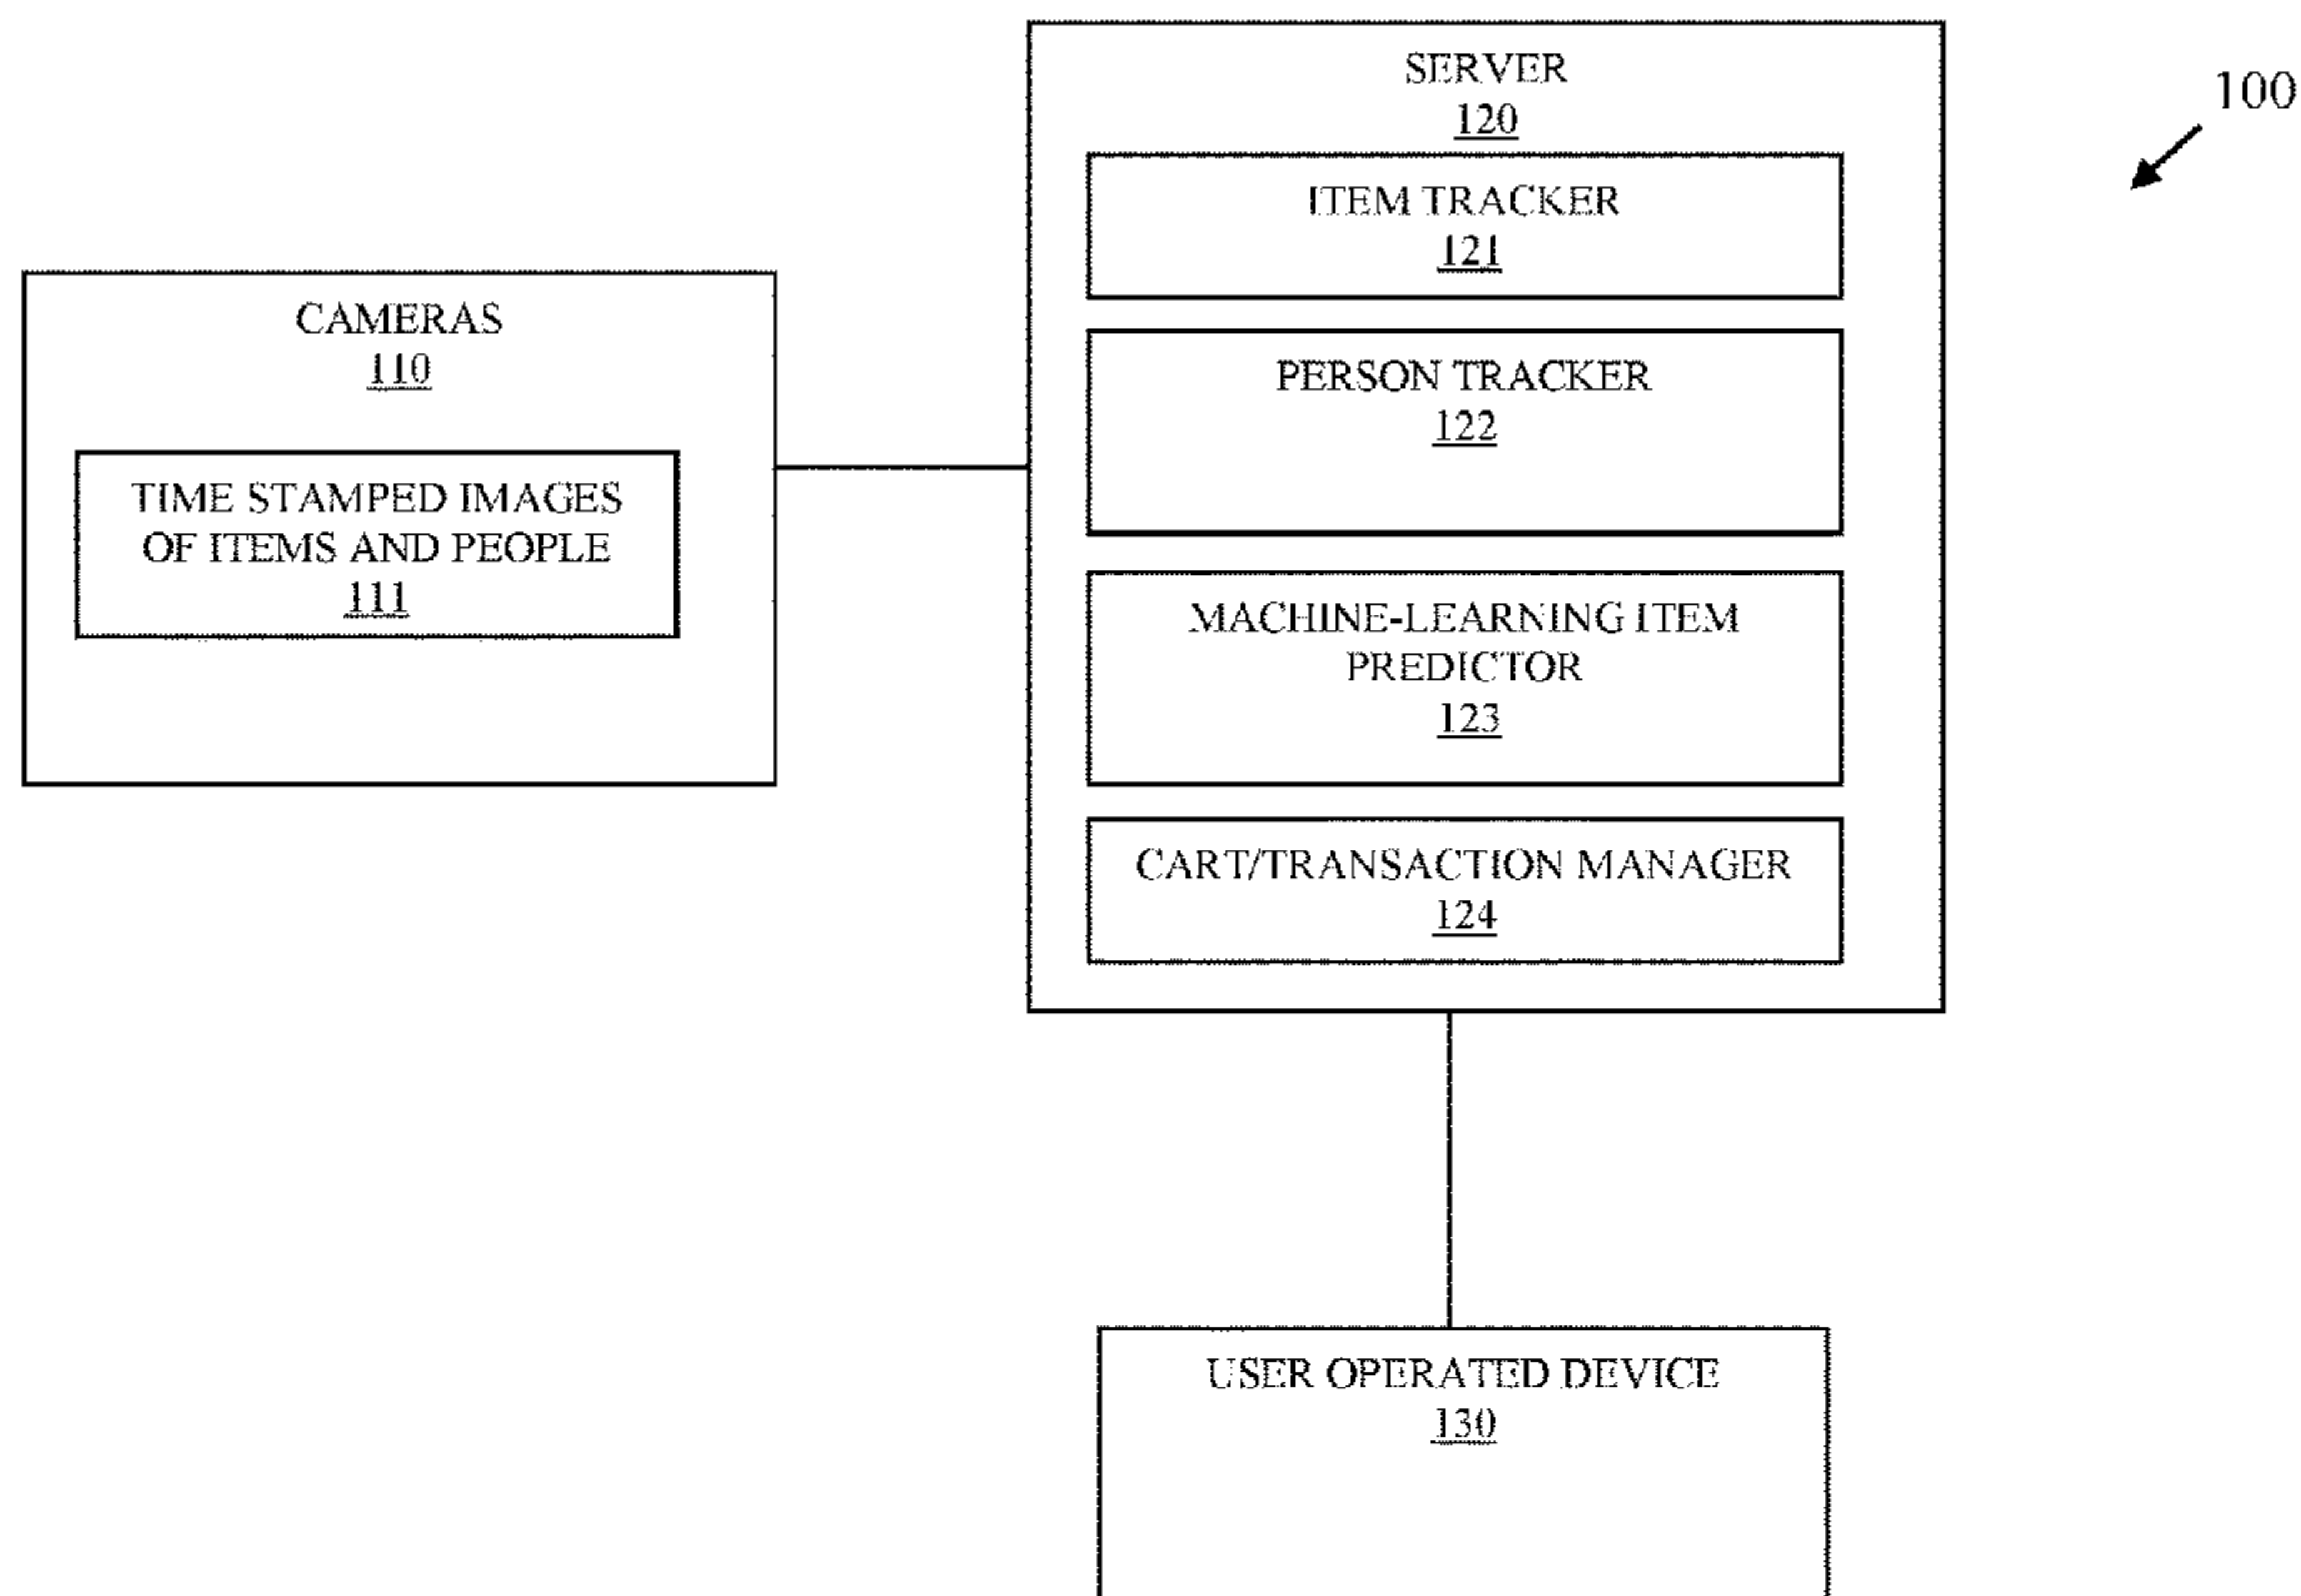 100
CAMERAS
110
TIME STAMPED IMAGES
OF ITEMS AND PEOPLE
111
SERVER
120
ITEM TRACKER
121
PERSON TRACKER
122
MACHINE-LEARNING ITEM
PREDICTOR
123
CART/TRANSACTION MANAGER
124
USER OPERATED DEVICE
130